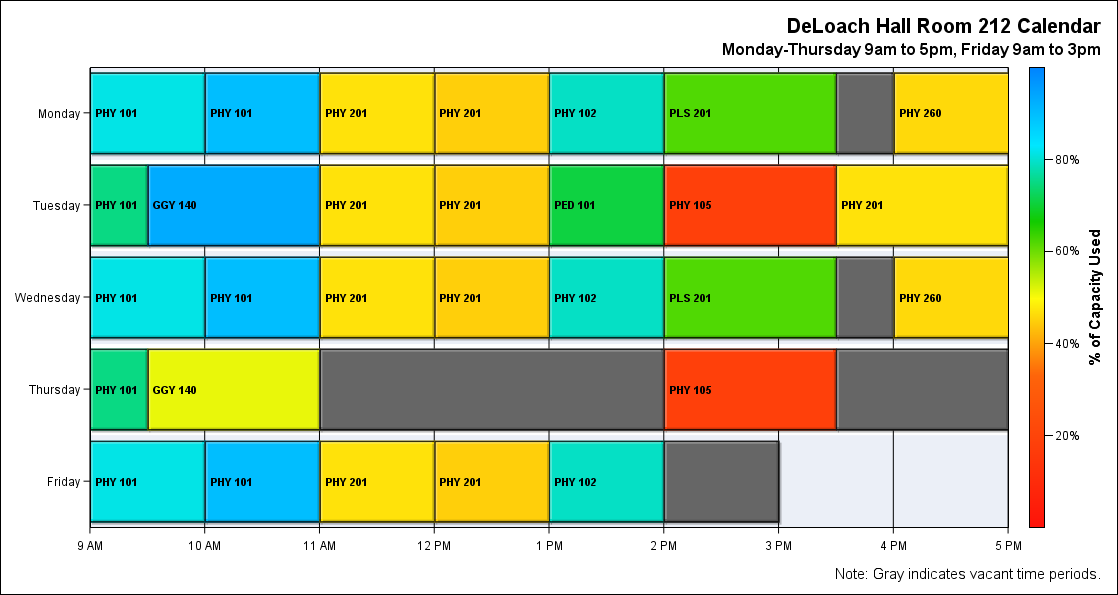 DeLoach Hall Room 212 Calendar
Monday-Thursday 9am to 5pm, Friday 9am to 3pm
Monday PHY 101 PHY 101 PHY 201 PHY 201 PHY 102 PLS 201 PHY 260
80%
Tuesday PHY 101 GGY 140 PHY 201 PHY 201 PED 101 PHY 105 PHY 201
60%
Wednesday PHY 101 PHY 101 PHY 201 PHY 201 PHY 102 PLS 201 PHY 260
% of Capacity Used
40%
Thursday PHY 101 GGY 140 PHY 105
20%
Friday PHY 101 PHY 101 PHY 201 PHY 201 PHY 102
9 AM 10 AM 11 AM 12 PM 1 PM 2 PM 3 PM 4 PM 5 PM
Note: Gray indicates vacant time periods.